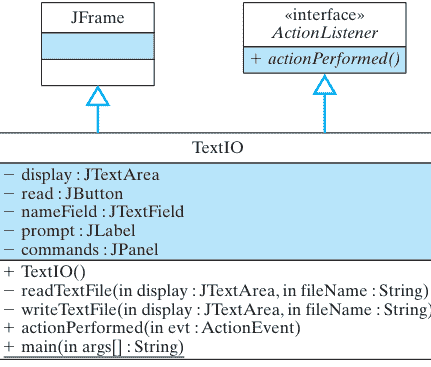 JFrame
«interface»
ActionListener
+ actionPerformed()
TextIO
− display : JTextArea
− read : JButton
− nameField : JTextField
− prompt : JLabel
− commands : JPanel
+ TextIO()
− readTextFile(in display : JTextArea, in fileName : String)
− writeTextFile(in display : JTextArea, in fileName : String)
+ actionPerformed(in evt : ActionEvent)
+ main(in args[] : String)